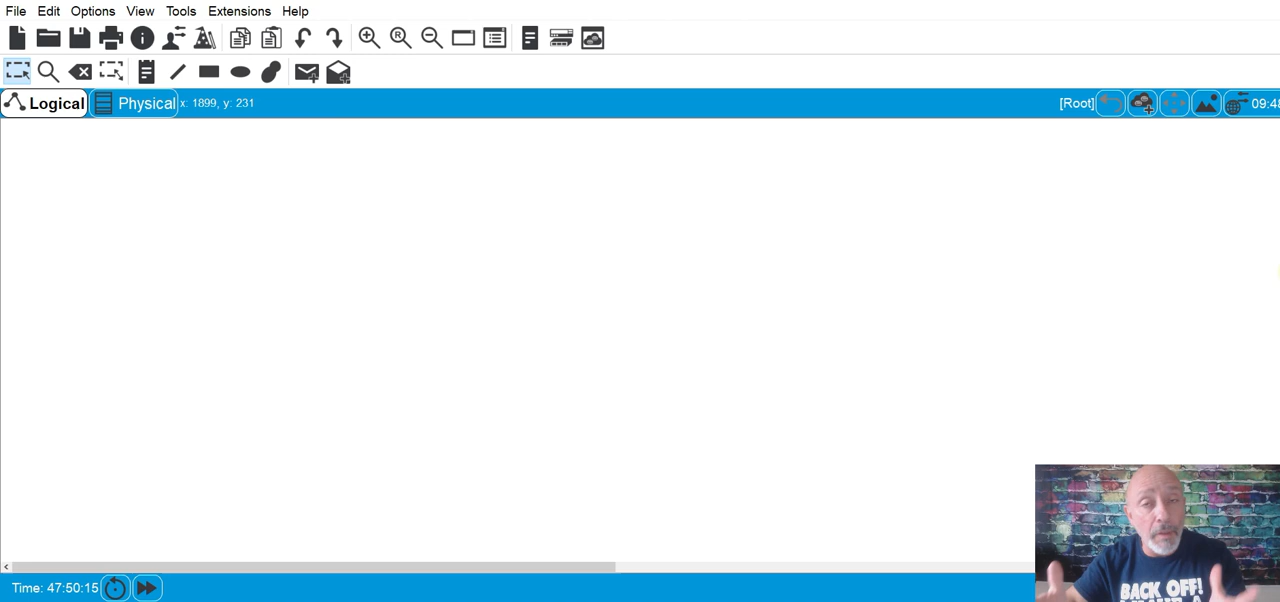 File Edit Options View Tools Extensions Help
Logical Physical x: 1899, y: 231 [Root] 09:48
Time: 47:50:15
BACK OFF!